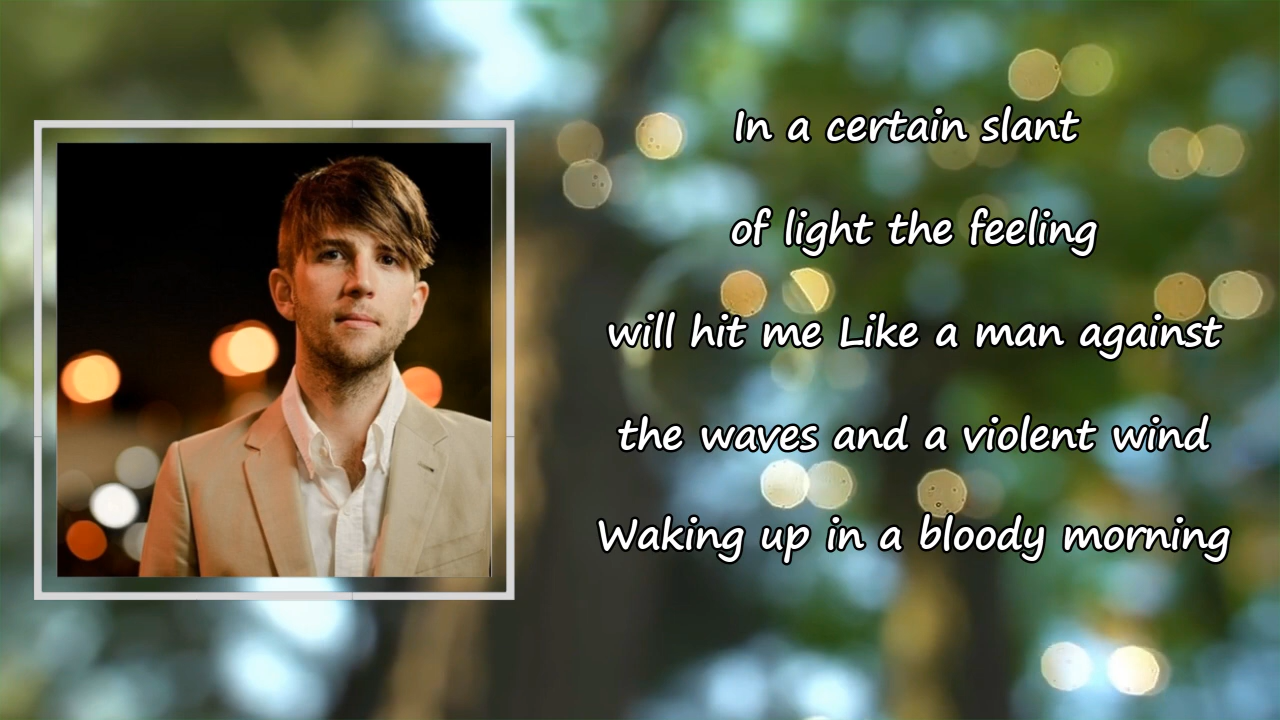 In a certain slant
of light the feeling
will hit me Like a man against
the waves and a violent wind
Waking up in a bloody morning